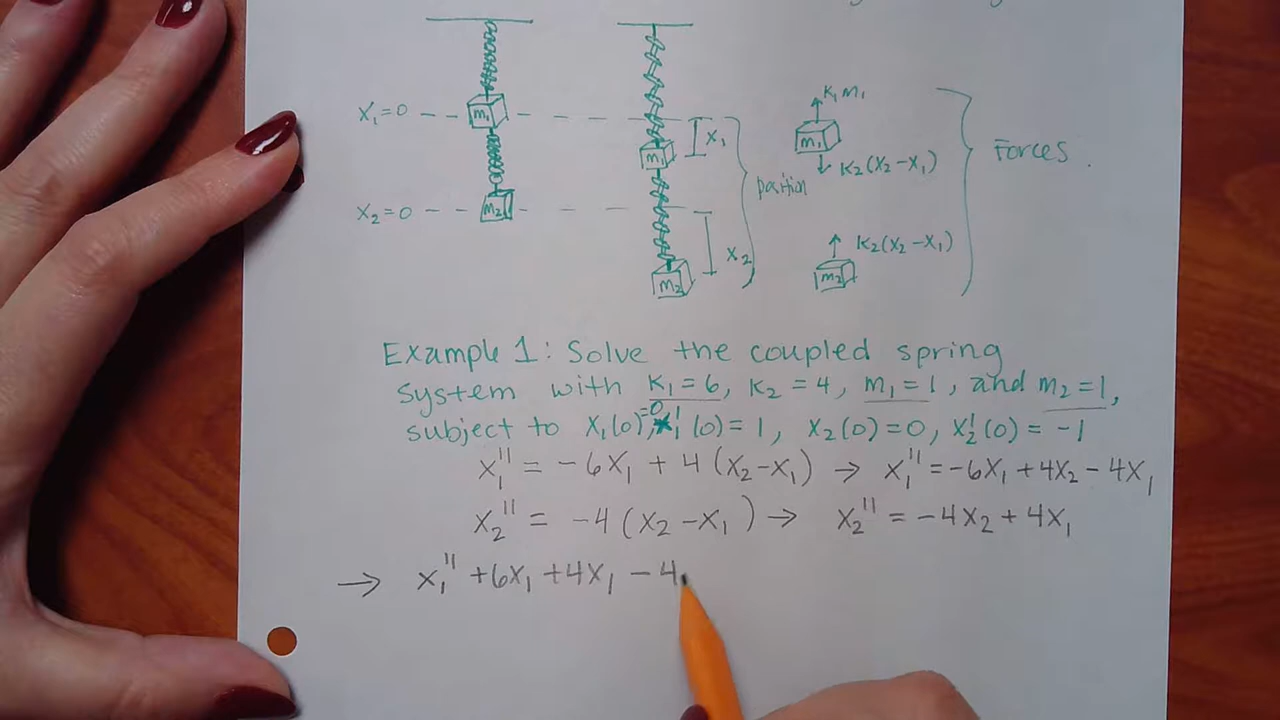 K₁m₁
x₁=0
m₁
m₁
x₁
m₁
K₂(x₂-x₁)
Forces.
position
x₂=0
m₂
x₂
K₂(x₂-x₁)
m₂
m₂
Example 1: Solve the coupled spring
system with K₁=6, K₂=4, m₁=1, and m₂=1,
subject to x₁(0)=0, x₁'(0)=1, x₂(0)=0, x₂'(0)=-1
x₁''=-6x₁+4(x₂-x₁) → x₁''=-6x₁+4x₂-4x₁
x₂''=-4(x₂-x₁) → x₂''=-4x₂+4x₁
→ x₁''+6x₁+4x₁-4